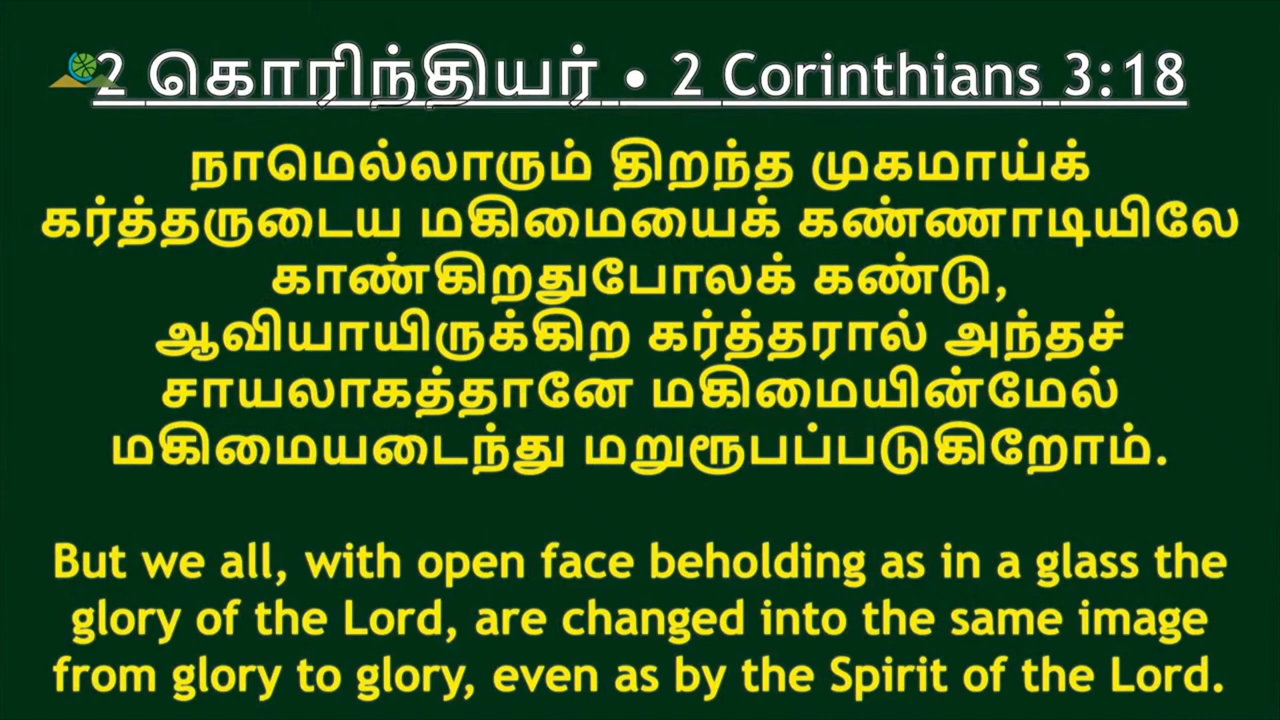 2 கொரிந்தியர் • 2 Corinthians 3:18
நாமெல்லாரும் திறந்த முகமாய்க்
கர்த்தருடைய மகிமையைக் கண்ணாடியிலே
காண்கிறதுபோலக் கண்டு,
ஆவியாயிருக்கிற கர்த்தரால் அந்தச்
சாயலாகத்தானே மகிமையின்மேல்
மகிமையடைந்து மறுரூபப்படுகிறோம்.
But we all, with open face beholding as in a glass the
glory of the Lord, are changed into the same image
from glory to glory, even as by the Spirit of the Lord.